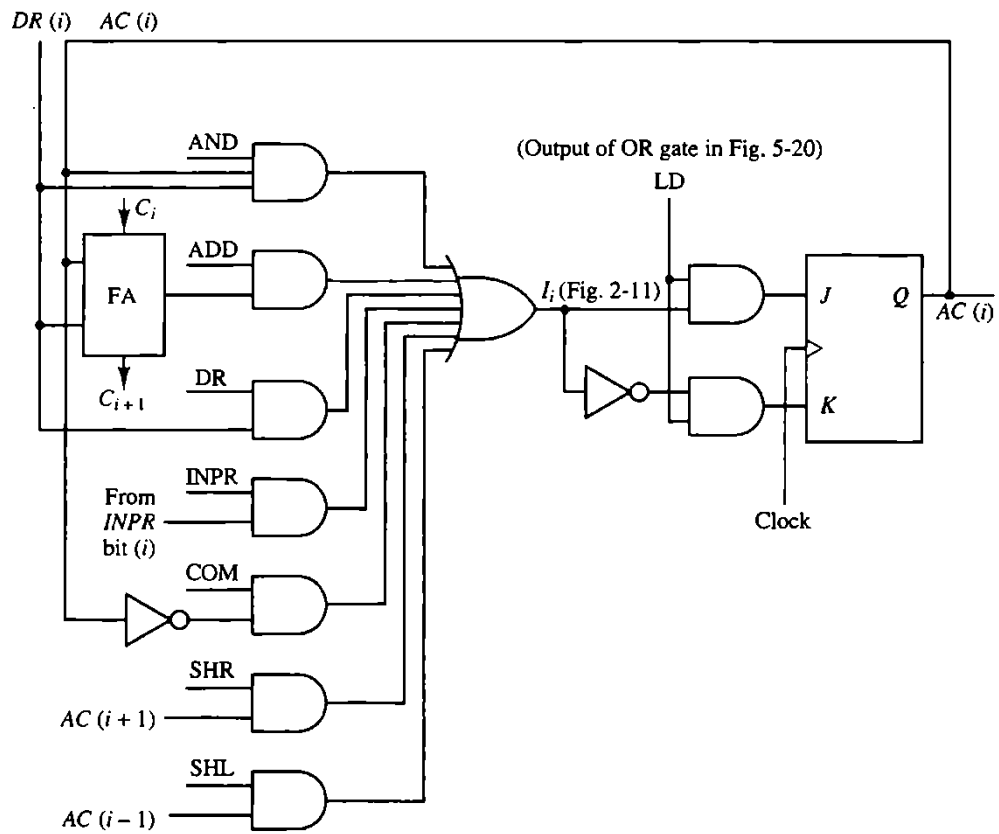 DR (i) AC (i)
AND
(Output of OR gate in Fig. 5-20)
LD
C_i
ADD
FA
I_i (Fig. 2-11)
J Q
AC (i)
C_{i+1}
DR
K
INPR
From
INPR
bit (i)
Clock
COM
SHR
AC (i + 1)
SHL
AC (i − 1)